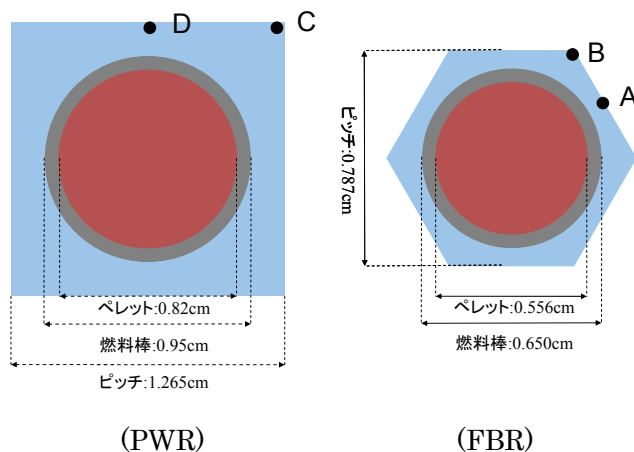 D
C
ペレット:0.82cm
燃料棒:0.95cm
ピッチ:1.265cm
(PWR)
B
A
ピッチ:0.787cm
ペレット:0.556cm
燃料棒:0.650cm
(FBR)